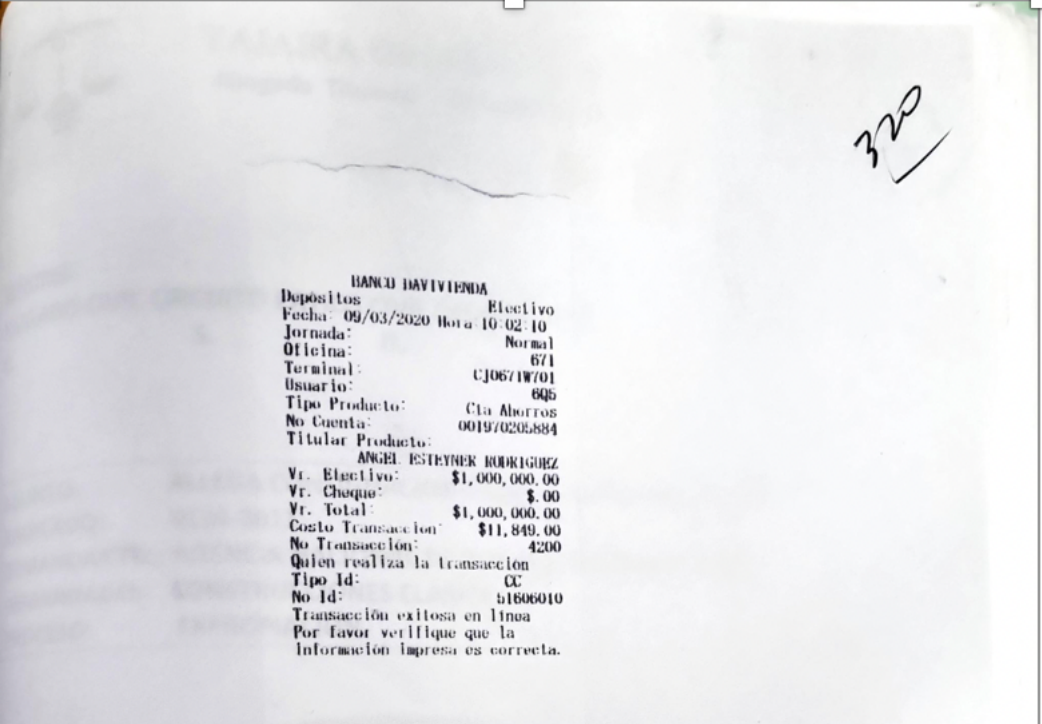 320
BANCO DAVIVIENDA
Depósitos Efectivo
Fecha: 09/03/2020 Hora:10:02:10
Jornada: Normal
Oficina: 671
Terminal: CJ0671W701
Usuario: 6Q5
Tipo Producto: Cta Ahorros
No Cuenta: 001970205884
Titular Producto:
ANGEL ESTEYNER RODRIGUEZ
Vr. Efectivo: $1,000,000.00
Vr. Cheque: $.00
Vr. Total: $1,000,000.00
Costo Transaccion: $11,849.00
No Transacción: 4200
Quien realiza la transacción
Tipo Id: CC
No Id: 51606010
Transacción exitosa en línea
Por favor verifique que la
Información impresa es correcta.